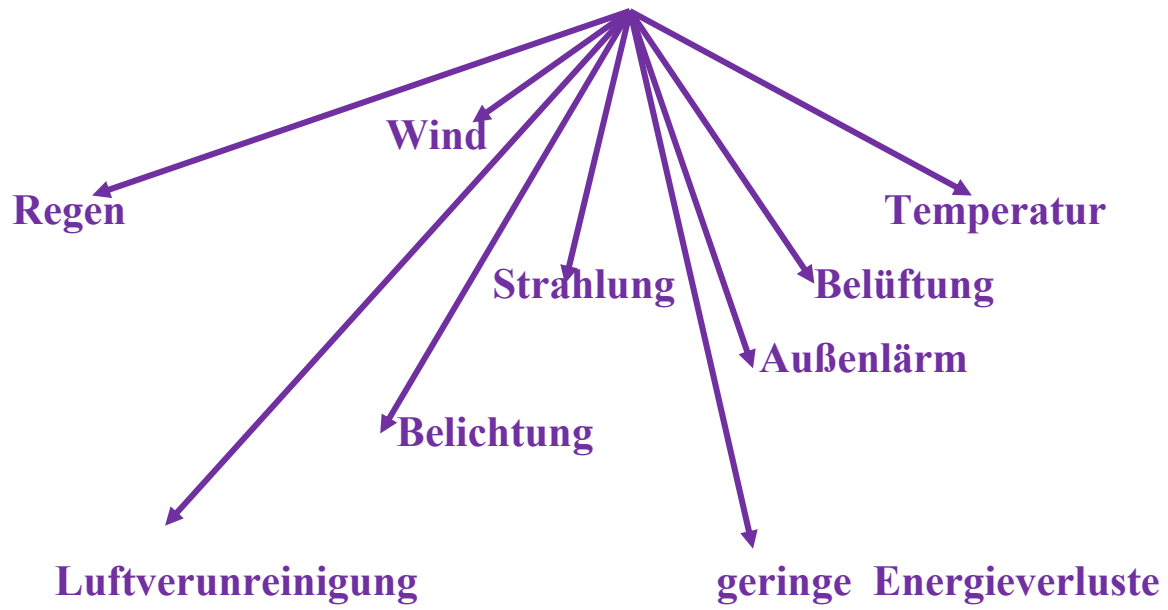 Wind
Regen
Temperatur
Strahlung
Belüftung
Außenlärm
Belichtung
Luftverunreinigung
geringe Energieverluste